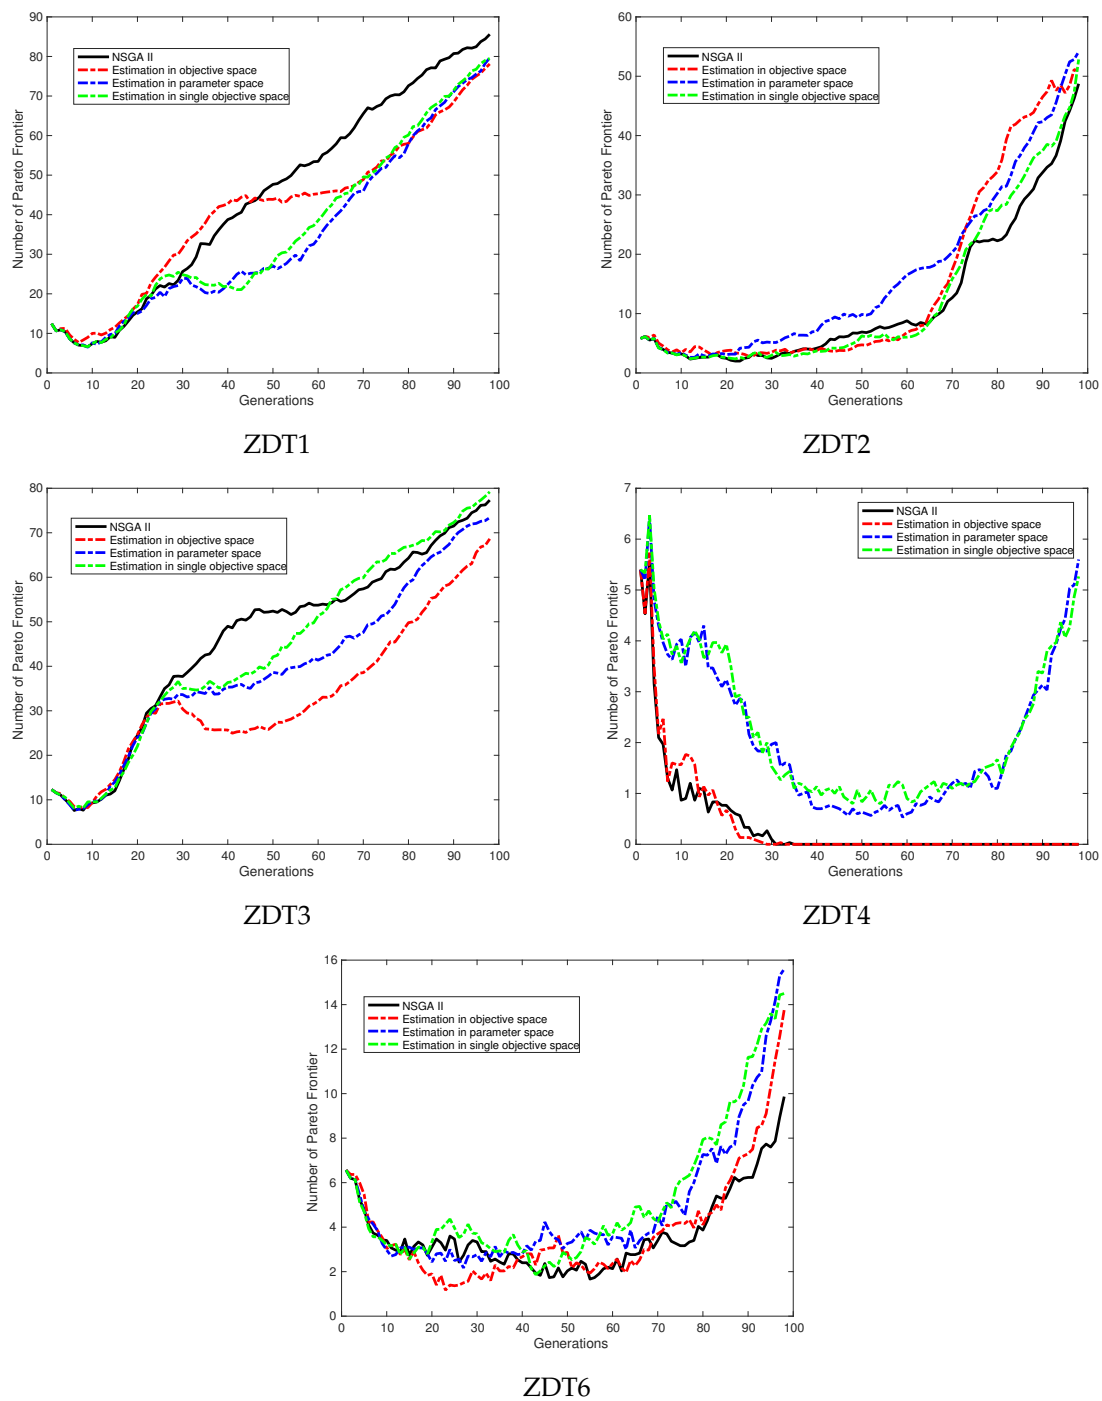 90
80
70
60
50
40
30
20
10
0
Number of Pareto Frontier
NSGA II
Estimation in objective space
Estimation in parameter space
Estimation in single objective space
0 10 20 30 40 50 60 70 80 90 100
Generations
ZDT1
60
50
40
30
20
10
0
Number of Pareto Frontier
NSGA II
Estimation in objective space
Estimation in parameter space
Estimation in single objective space
0 10 20 30 40 50 60 70 80 90 100
Generations
ZDT2
80
70
60
50
40
30
20
10
0
Number of Pareto Frontier
NSGA II
Estimation in objective space
Estimation in parameter space
Estimation in single objective space
0 10 20 30 40 50 60 70 80 90 100
Generations
ZDT3
7
6
5
4
3
2
1
0
Number of Pareto Frontier
NSGA II
Estimation in objective space
Estimation in parameter space
Estimation in single objective space
0 10 20 30 40 50 60 70 80 90 100
Generations
ZDT4
16
14
12
10
8
6
4
2
0
Number of Pareto Frontier
NSGA II
Estimation in objective space
Estimation in parameter space
Estimation in single objective space
0 10 20 30 40 50 60 70 80 90 100
Generations
ZDT6